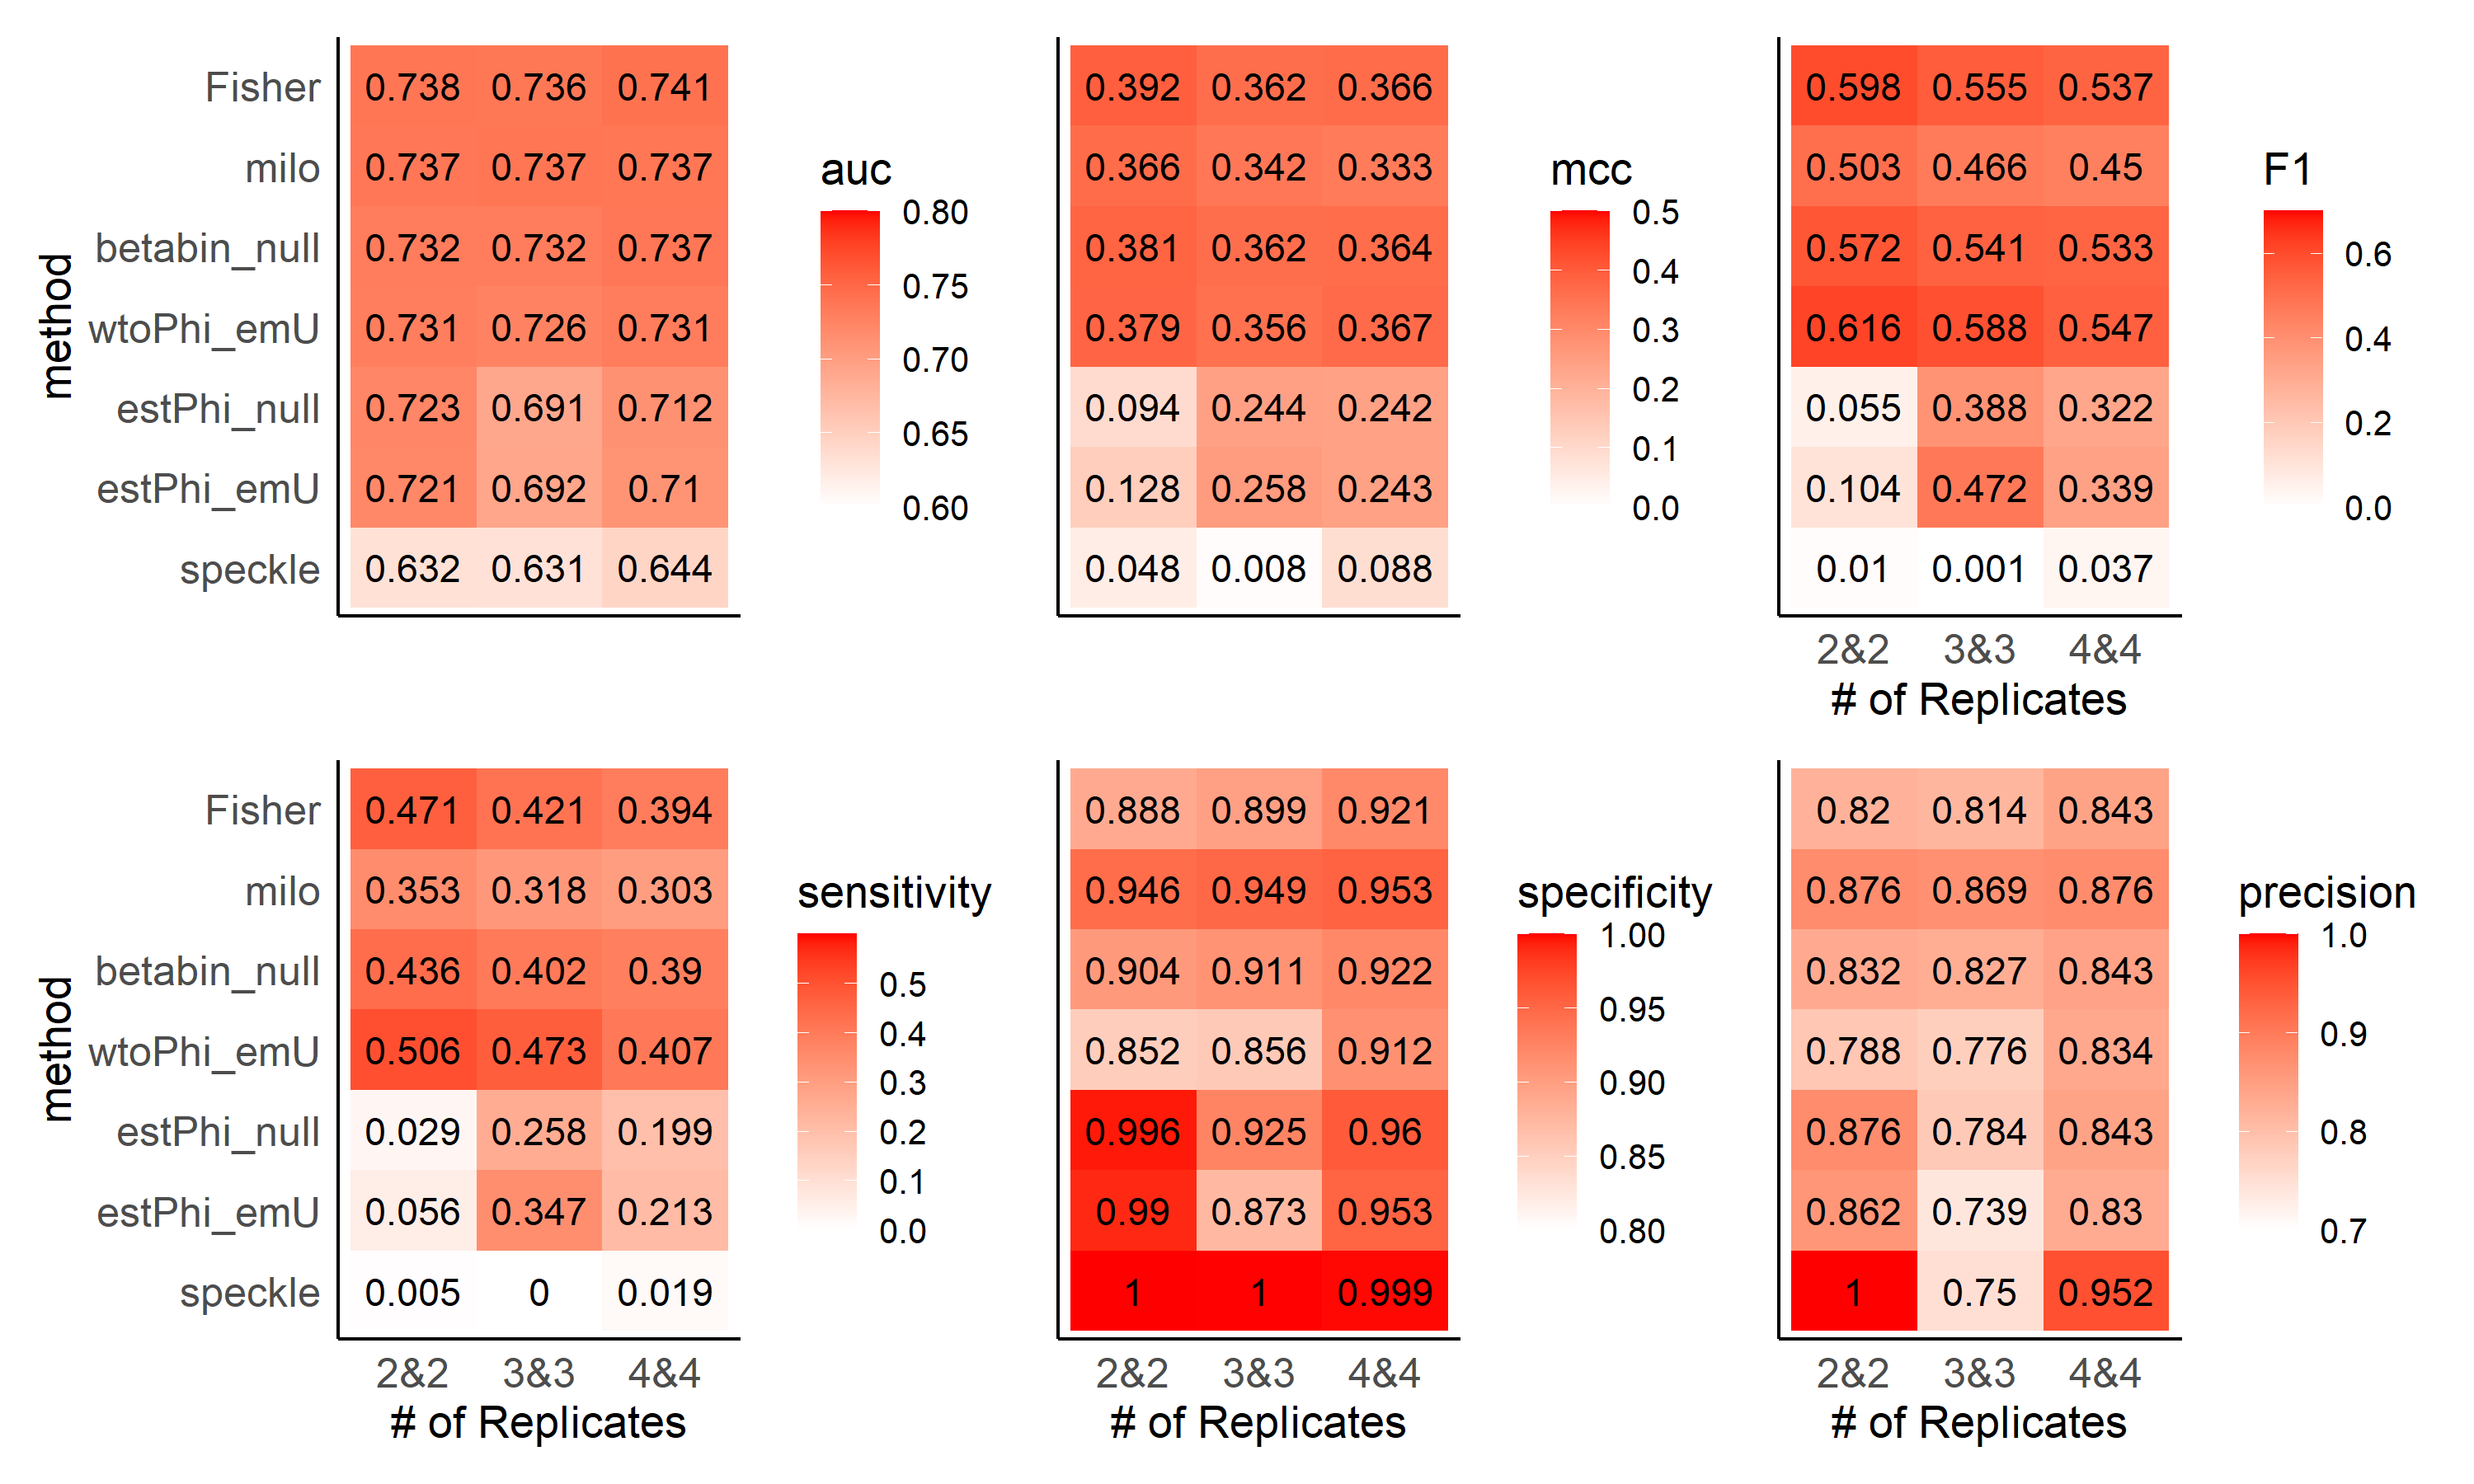 Fisher 0.738 0.736 0.741
milo 0.737 0.737 0.737
betabin_null 0.732 0.732 0.737
wtoPhi_emU 0.731 0.726 0.731
estPhi_null 0.723 0.691 0.712
estPhi_emU 0.721 0.692 0.71
speckle 0.632 0.631 0.644
method
auc
0.80
0.75
0.70
0.65
0.60
0.392 0.362 0.366
0.366 0.342 0.333
0.381 0.362 0.364
0.379 0.356 0.367
0.094 0.244 0.242
0.128 0.258 0.243
0.048 0.008 0.088
mcc
0.5
0.4
0.3
0.2
0.1
0.0
0.598 0.555 0.537
0.503 0.466 0.45
0.572 0.541 0.533
0.616 0.588 0.547
0.055 0.388 0.322
0.104 0.472 0.339
0.01 0.001 0.037
2&2 3&3 4&4
# of Replicates
F1
0.6
0.4
0.2
0.0
Fisher 0.471 0.421 0.394
milo 0.353 0.318 0.303
betabin_null 0.436 0.402 0.39
wtoPhi_emU 0.506 0.473 0.407
estPhi_null 0.029 0.258 0.199
estPhi_emU 0.056 0.347 0.213
speckle 0.005 0 0.019
method
2&2 3&3 4&4
# of Replicates
sensitivity
0.5
0.4
0.3
0.2
0.1
0.0
0.888 0.899 0.921
0.946 0.949 0.953
0.904 0.911 0.922
0.852 0.856 0.912
0.996 0.925 0.96
0.99 0.873 0.953
1 1 0.999
2&2 3&3 4&4
# of Replicates
specificity
1.00
0.95
0.90
0.85
0.80
0.82 0.814 0.843
0.876 0.869 0.876
0.832 0.827 0.843
0.788 0.776 0.834
0.876 0.784 0.843
0.862 0.739 0.83
1 0.75 0.952
2&2 3&3 4&4
# of Replicates
precision
1.0
0.9
0.8
0.7